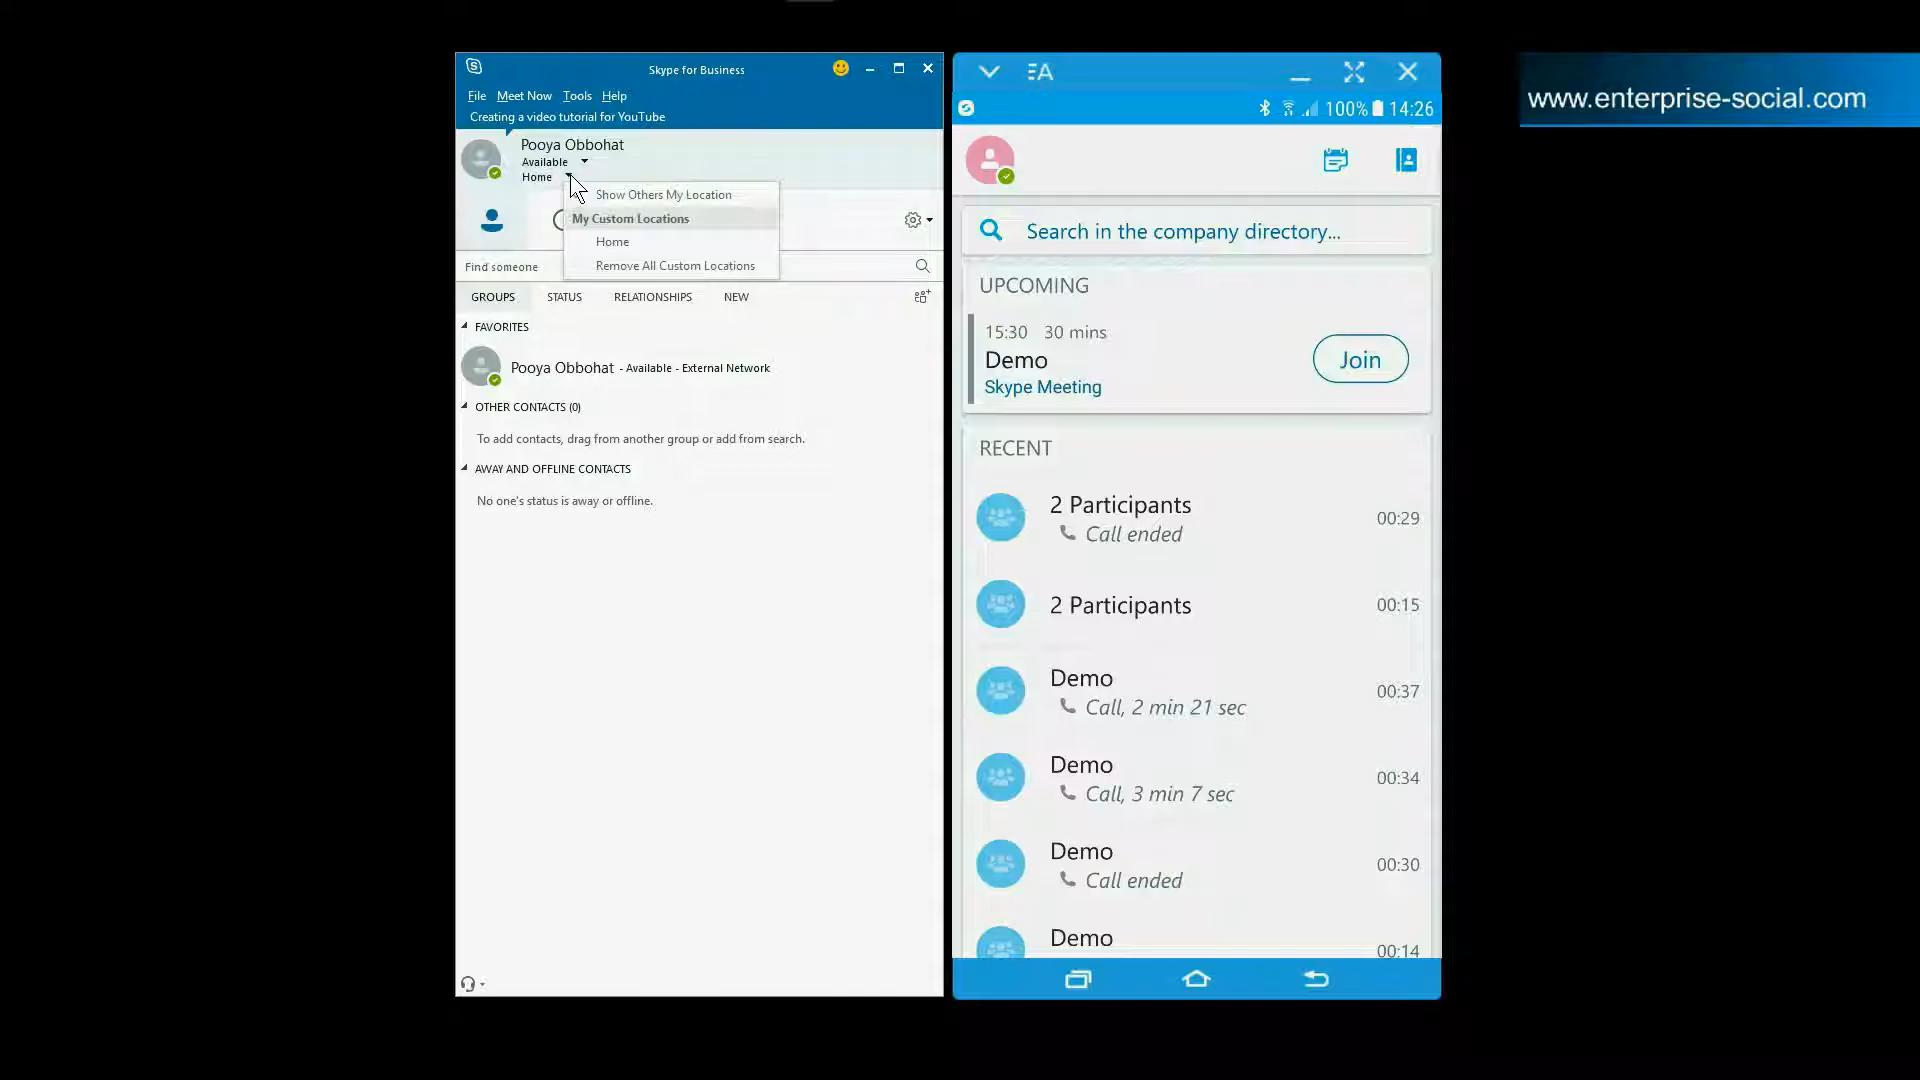 Skype for Business
File Meet Now Tools Help
Creating a video tutorial for YouTube
Pooya Obbohat
Available
Home
Show Others My Location
My Custom Locations
Home
Remove All Custom Locations
Find someone
GROUPS STATUS RELATIONSHIPS NEW
FAVORITES
Pooya Obbohat - Available - External Network
OTHER CONTACTS (0)
To add contacts, drag from another group or add from search.
AWAY AND OFFLINE CONTACTS
No one's status is away or offline.
100% 14:26
Search in the company directory...
UPCOMING
15:30 30 mins
Demo
Skype Meeting
Join
RECENT
2 Participants
Call ended
00:29
2 Participants
00:15
Demo
Call, 2 min 21 sec
00:37
Demo
Call, 3 min 7 sec
00:34
Demo
Call ended
00:30
Demo
00:14
www.enterprise-social.com